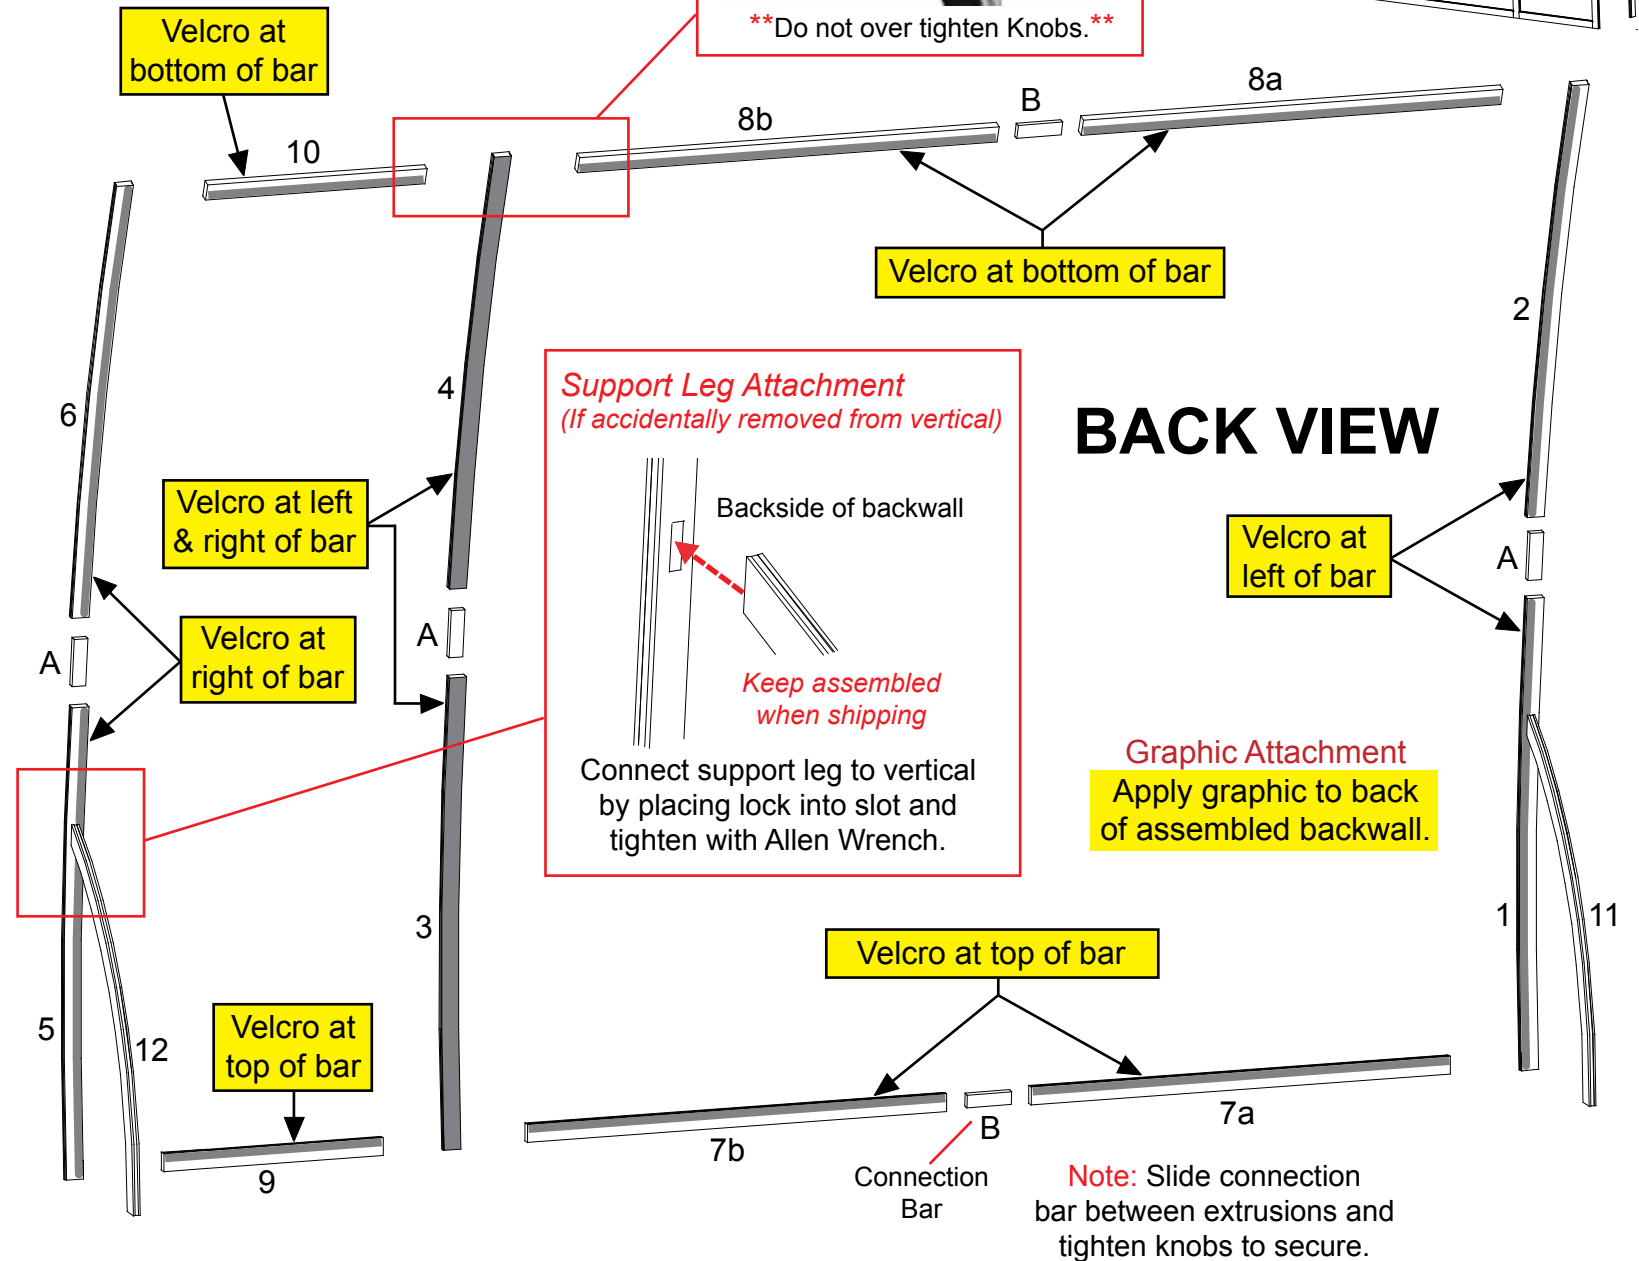 **Do not over tighten Knobs.**
Velcro at
bottom of bar
10
8b
B
8a
Velcro at bottom of bar
2
6
4
Support Leg Attachment
(If accidentally removed from vertical)
BACK VIEW
Backside of backwall
Velcro at left
& right of bar
Velcro at
left of bar
A
Velcro at
right of bar
A
A
Keep assembled
when shipping
Connect support leg to vertical
by placing lock into slot and
tighten with Allen Wrench.
Graphic Attachment
Apply graphic to back
of assembled backwall.
3
1
11
Velcro at top of bar
5
12
Velcro at
top of bar
9
7b
B
7a
Connection
Bar
Note: Slide connection
bar between extrusions and
tighten knobs to secure.